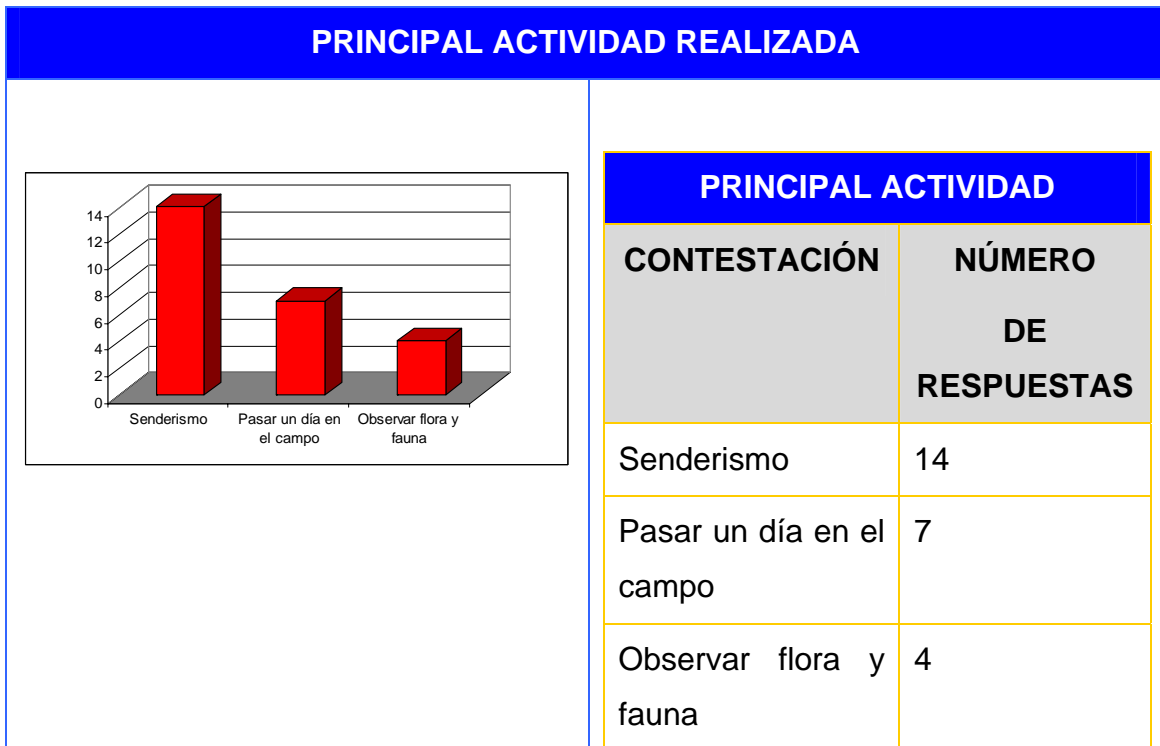 PRINCIPAL ACTIVIDAD REALIZADA
14
12
10
8
6
4
2
0
Senderismo
Pasar un día en
el campo
Observar flora y
fauna
PRINCIPAL ACTIVIDAD
CONTESTACIÓN
NÚMERO
DE
RESPUESTAS
Senderismo 14
Pasar un día en el 7
campo
Observar flora y 4
fauna